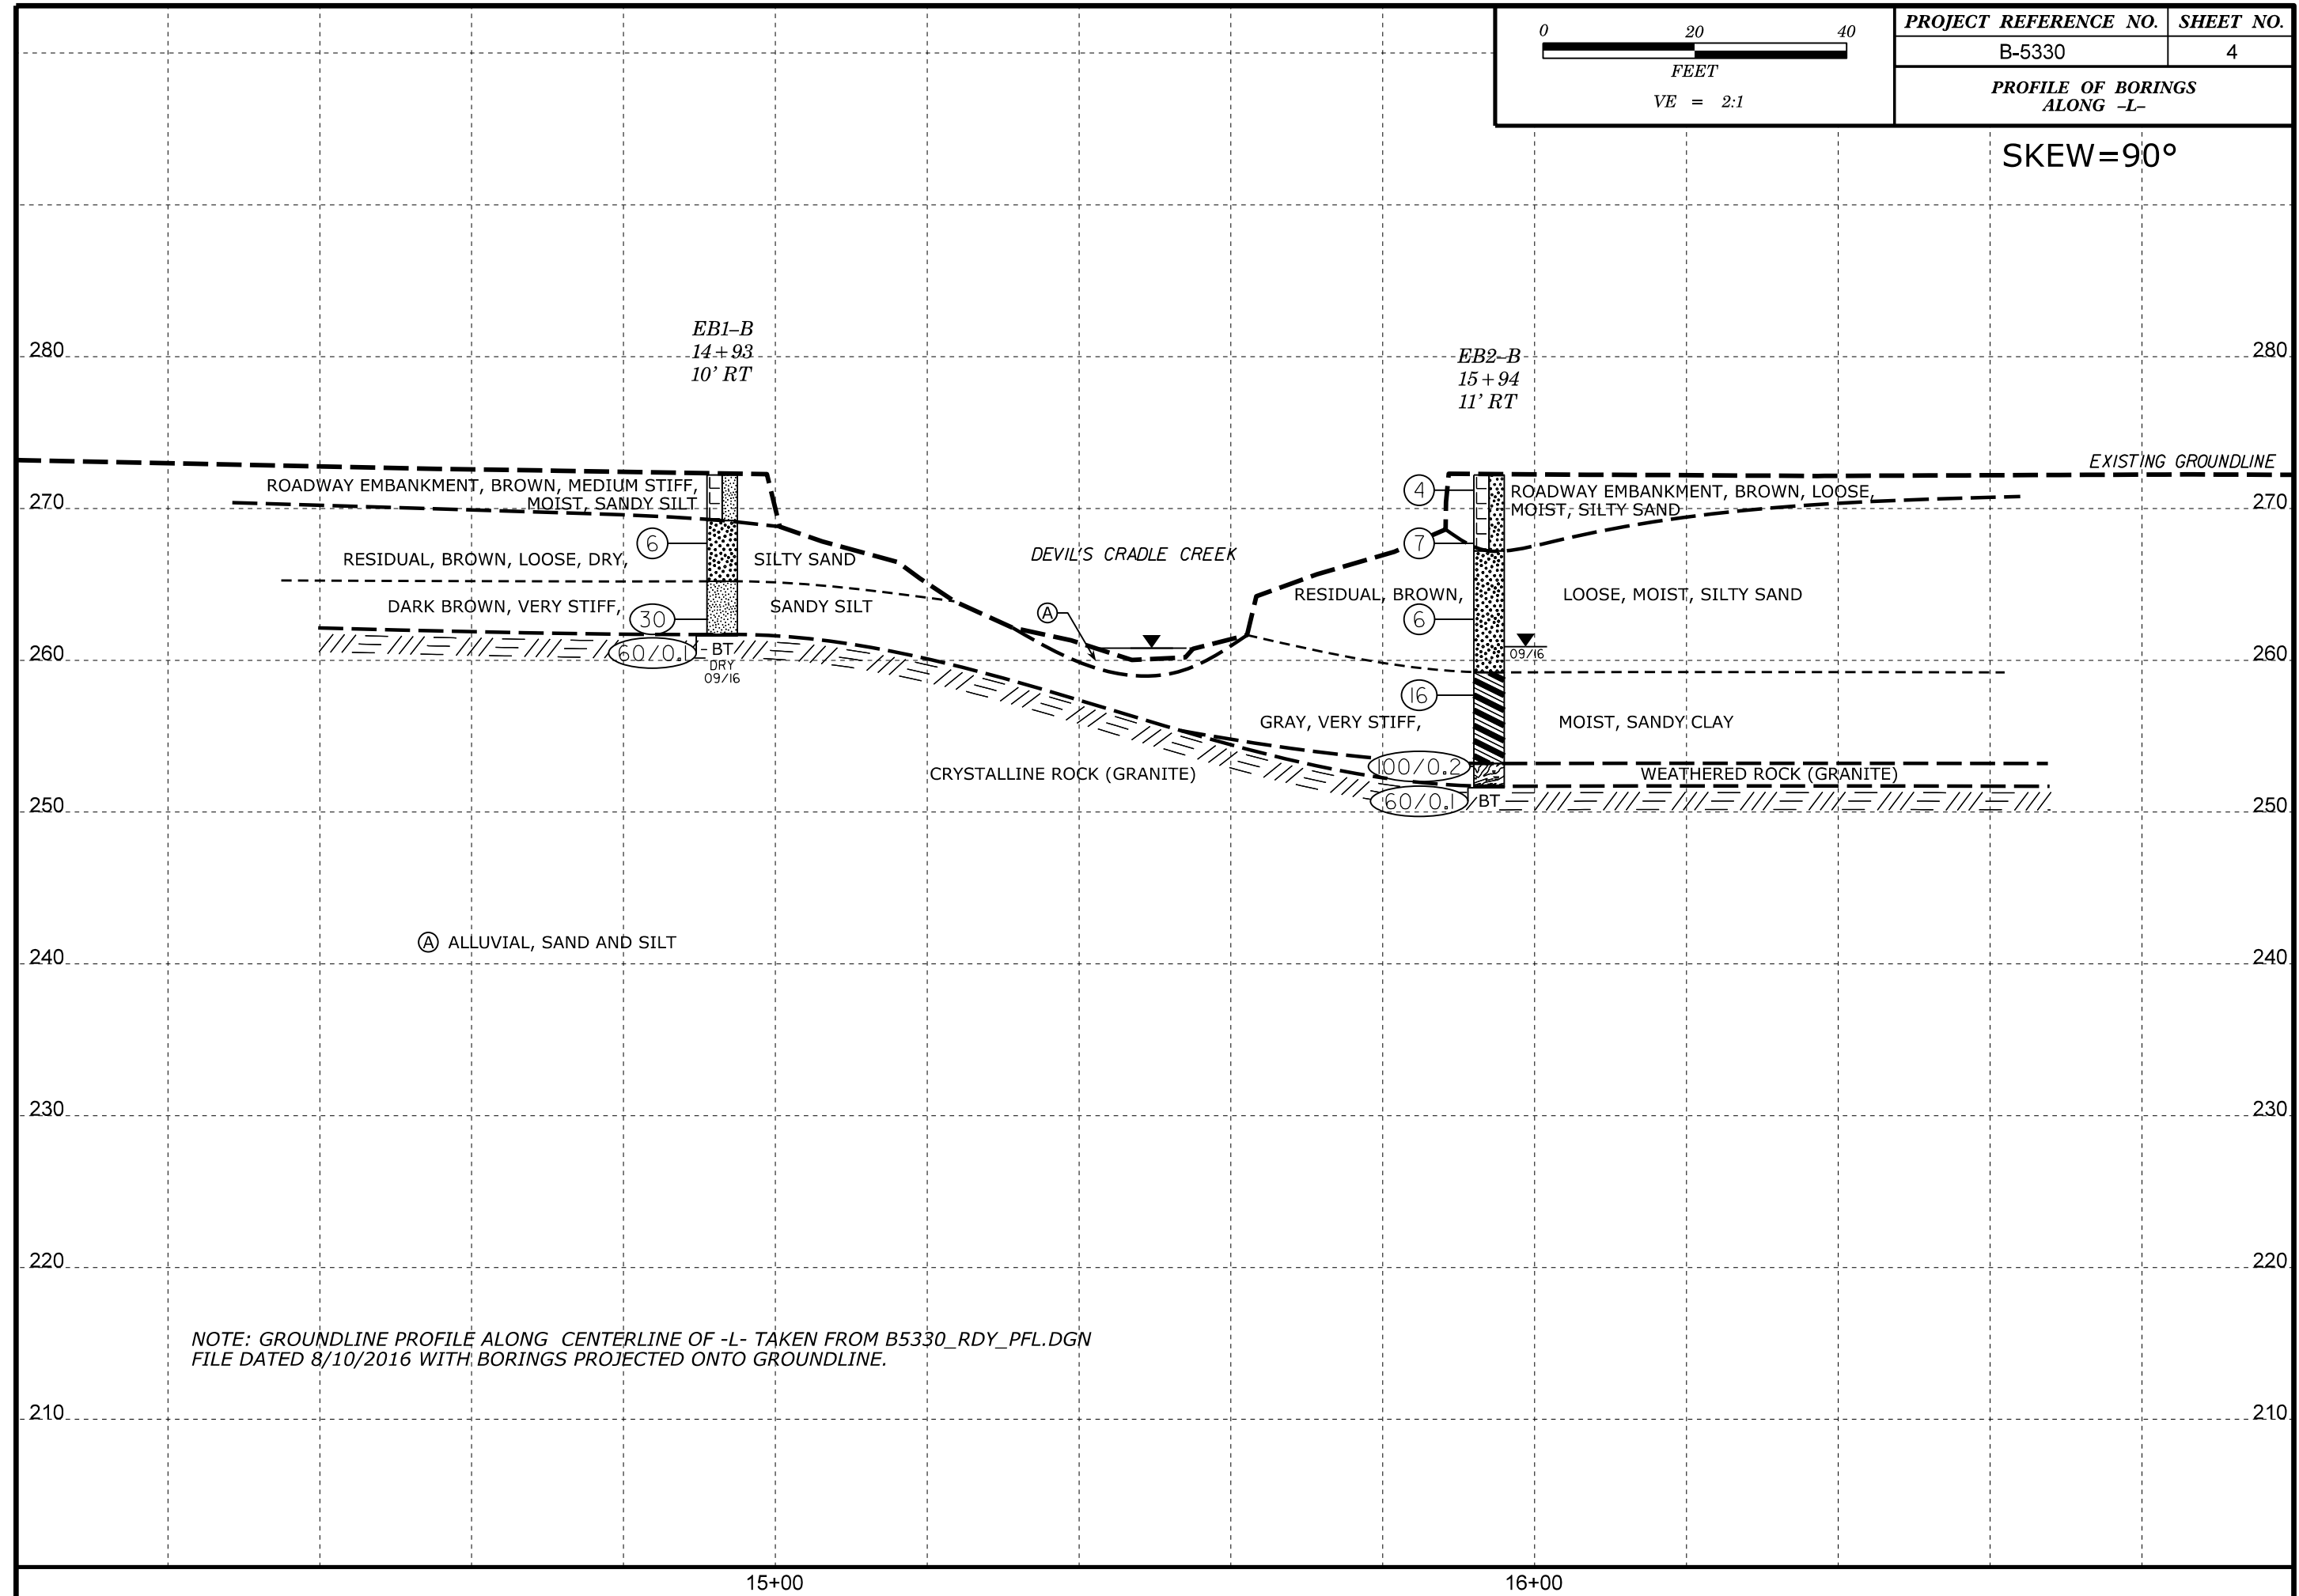 0 20 40
FEET
VE = 2:1
PROJECT REFERENCE NO. SHEET NO.
B-5330 4
PROFILE OF BORINGS
ALONG -L-
SKEW=90°
EB1-B
14+93
10' RT
EB2-B
15+94
11' RT
280 280
EXISTING GROUNDLINE
ROADWAY EMBANKMENT, BROWN, MEDIUM STIFF,
MOIST, SANDY SILT
4
ROADWAY EMBANKMENT, BROWN, LOOSE,
MOIST, SILTY SAND
270 270
6
7
RESIDUAL, BROWN, LOOSE, DRY, SILTY SAND
DEVIL'S CRADLE CREEK
DARK BROWN, VERY STIFF, SANDY SILT
30
A
RESIDUAL, BROWN, LOOSE, MOIST, SILTY SAND
6
60/0.1 BT
DRY
09/16
09/16
260 260
16
GRAY, VERY STIFF, MOIST, SANDY CLAY
100/0.2
CRYSTALLINE ROCK (GRANITE)
WEATHERED ROCK (GRANITE)
60/0.1 BT
250 250
A ALLUVIAL, SAND AND SILT
240 240
230 230
220 220
NOTE: GROUNDLINE PROFILE ALONG CENTERLINE OF -L- TAKEN FROM B5330_RDY_PFL.DGN
FILE DATED 8/10/2016 WITH BORINGS PROJECTED ONTO GROUNDLINE.
210 210
15+00 16+00